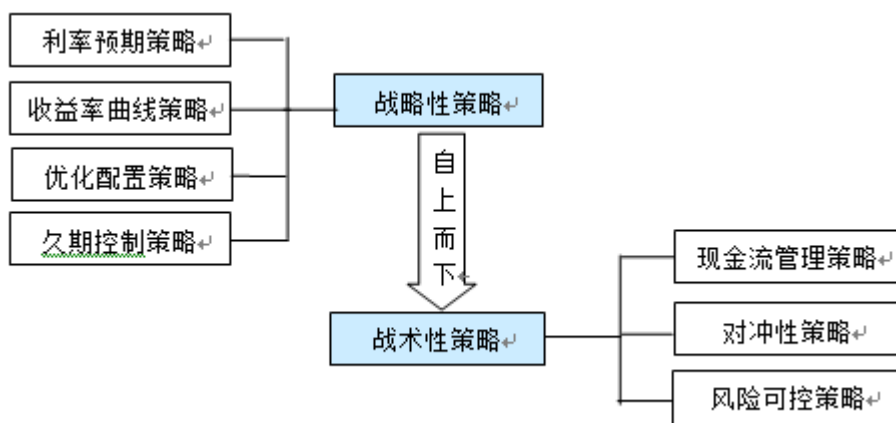 利率预期策略
收益率曲线策略
优化配置策略
久期控制策略
战略性策略
自
上
而
下
战术性策略
现金流管理策略
对冲性策略
风险可控策略